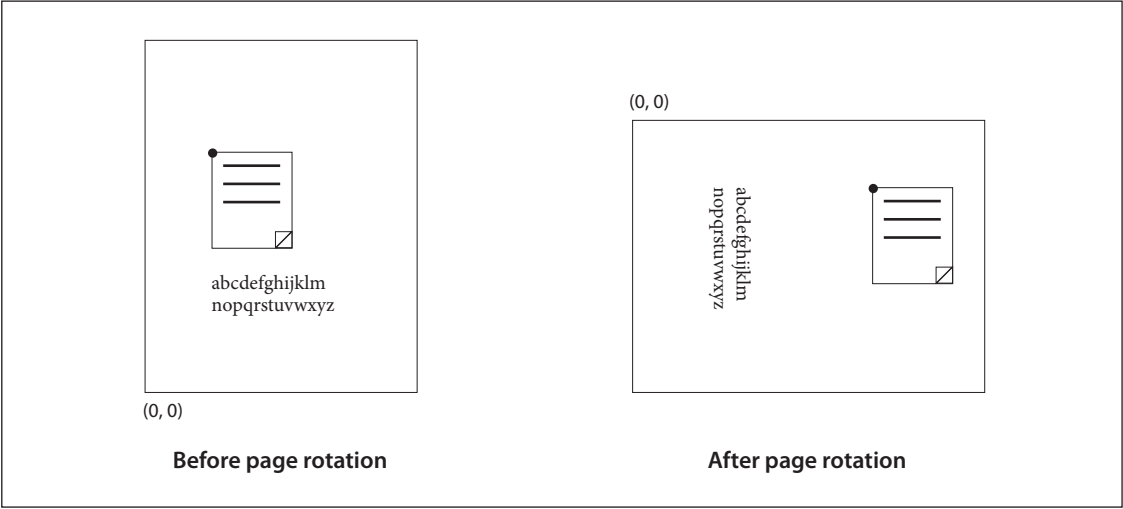 (0, 0)
abcdefghijklm
nopqrstuvwxyz
(0, 0)
abcdefghijklm
nopqrstuvwxyz
Before page rotation
After page rotation